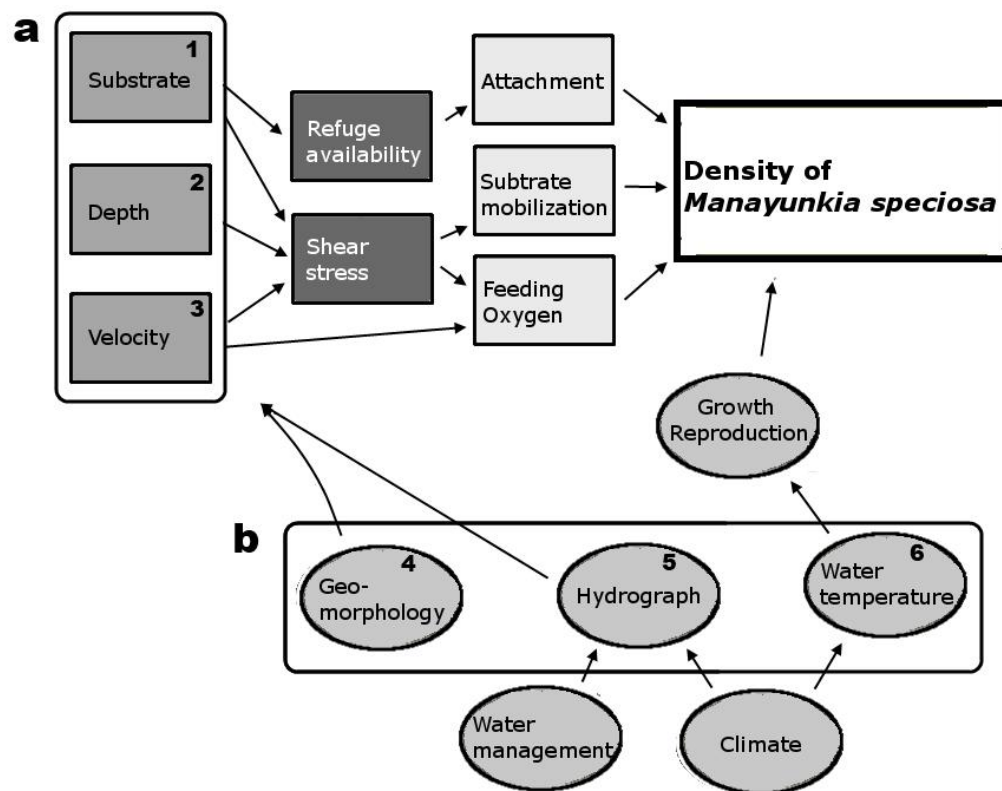 a
1
Substrate
2
Depth
3
Velocity
Refuge
availability
Shear
stress
Attachment
Subtrate
mobilization
Feeding
Oxygen
Density of
Manayunkia speciosa
Growth
Reproduction
b
4
Geo-
morphology
5
Hydrograph
6
Water
temperature
Water
management
Climate